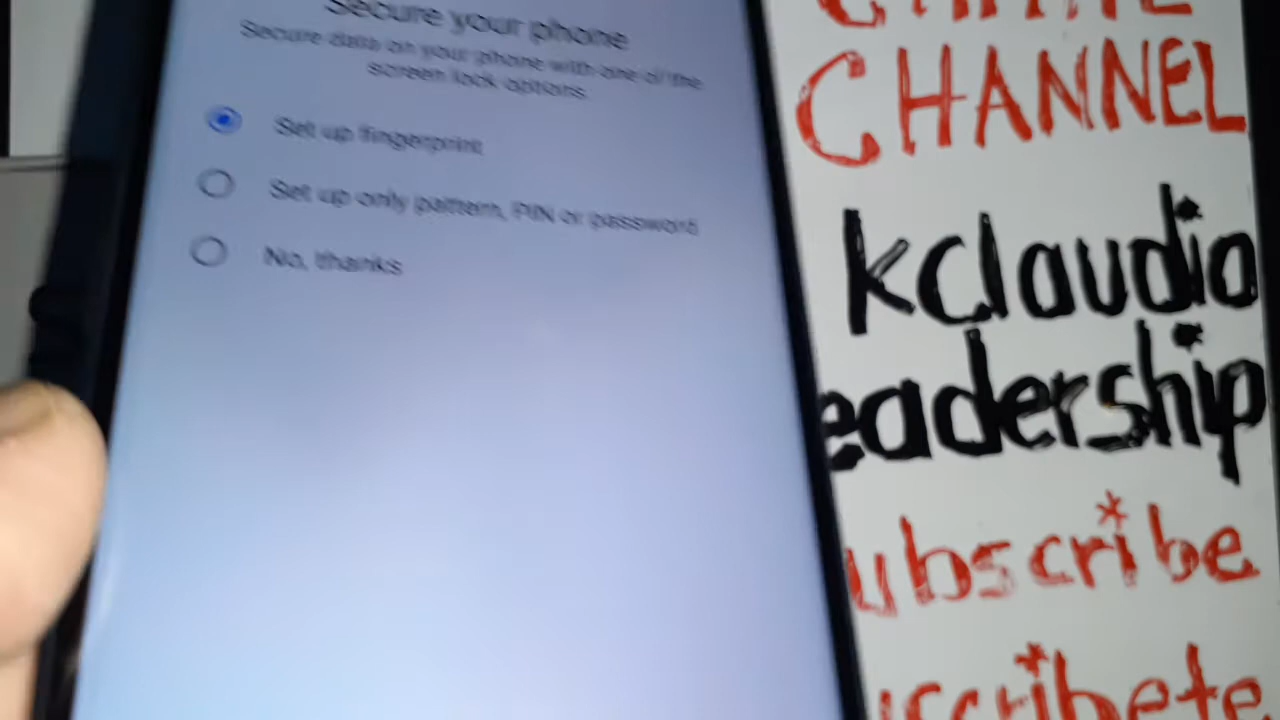 Secure your phone
Secure data on your phone with one of the
screen lock options
Set up fingerprint
Set up only pattern, PIN or password
No, thanks
CHANNEL
kclaudio
eadership
ubscribe